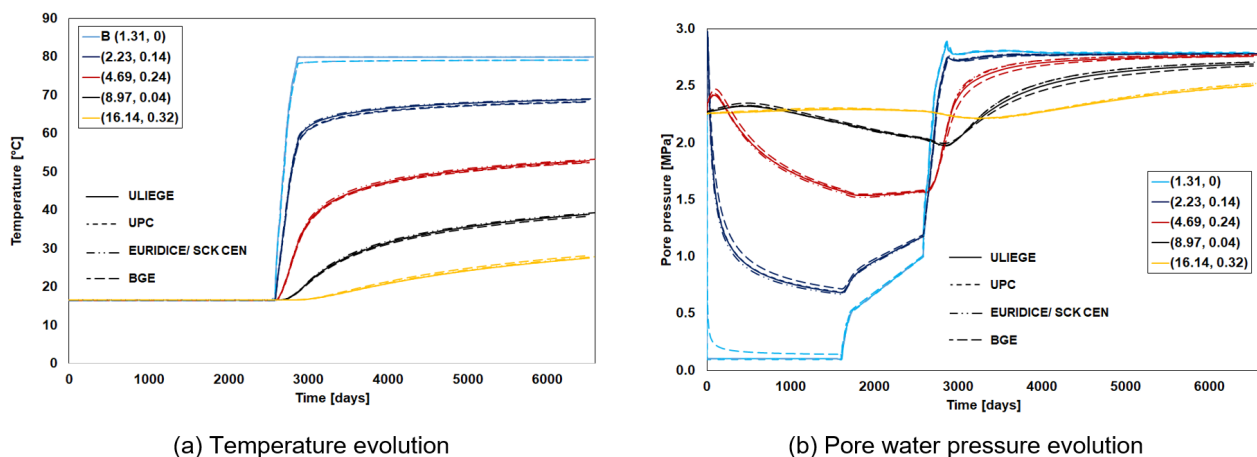 90
80
70
60
50
40
30
20
10
0
Temperature [°C]
B (1.31, 0)
(2.23, 0.14)
(4.69, 0.24)
(8.97, 0.04)
(16.14, 0.32)
ULIEGE
UPC
EURIDICE/ SCK CEN
BGE
0 1000 2000 3000 4000 5000 6000
Time [days]
(a) Temperature evolution
3.0
2.5
2.0
1.5
1.0
0.5
0.0
Pore pressure [MPa]
(1.31, 0)
(2.23, 0.14)
(4.69, 0.24)
(8.97, 0.04)
(16.14, 0.32)
ULIEGE
UPC
EURIDICE/ SCK CEN
BGE
0 1000 2000 3000 4000 5000 6000
Time [days]
(b) Pore water pressure evolution